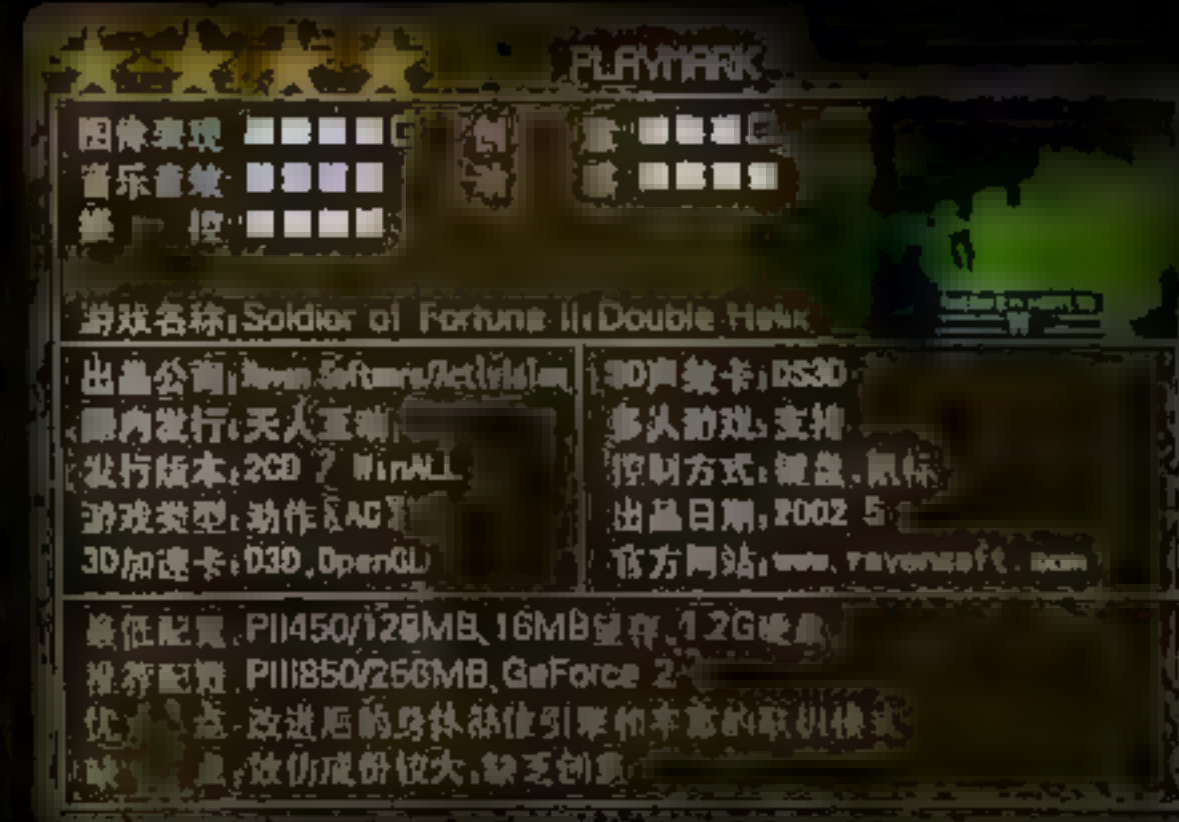 PLAYMARK
图像表现
音乐音效
游戏名称:Soldier of Fortune II:Double Helix
出品公司:Raven Software/Activision 3D声效卡:DS3D
国内发行:天人互动 多人游戏:支持
发行版本:2CD / WinALL 控制方式:键盘,鼠标
游戏类型:动作(AG) 出品日期:2002 5
3D加速卡:D3D,OpenGL 官方网站:www.ravensoft.com
最低配置 PII450/128MB、16MB显存、1.2G硬盘
推荐配置 PIII850/256MB、GeForce 2
优 点 改进后的身体部位引擎和丰富的联机模式
缺 点 效仿成份较大,缺乏创意